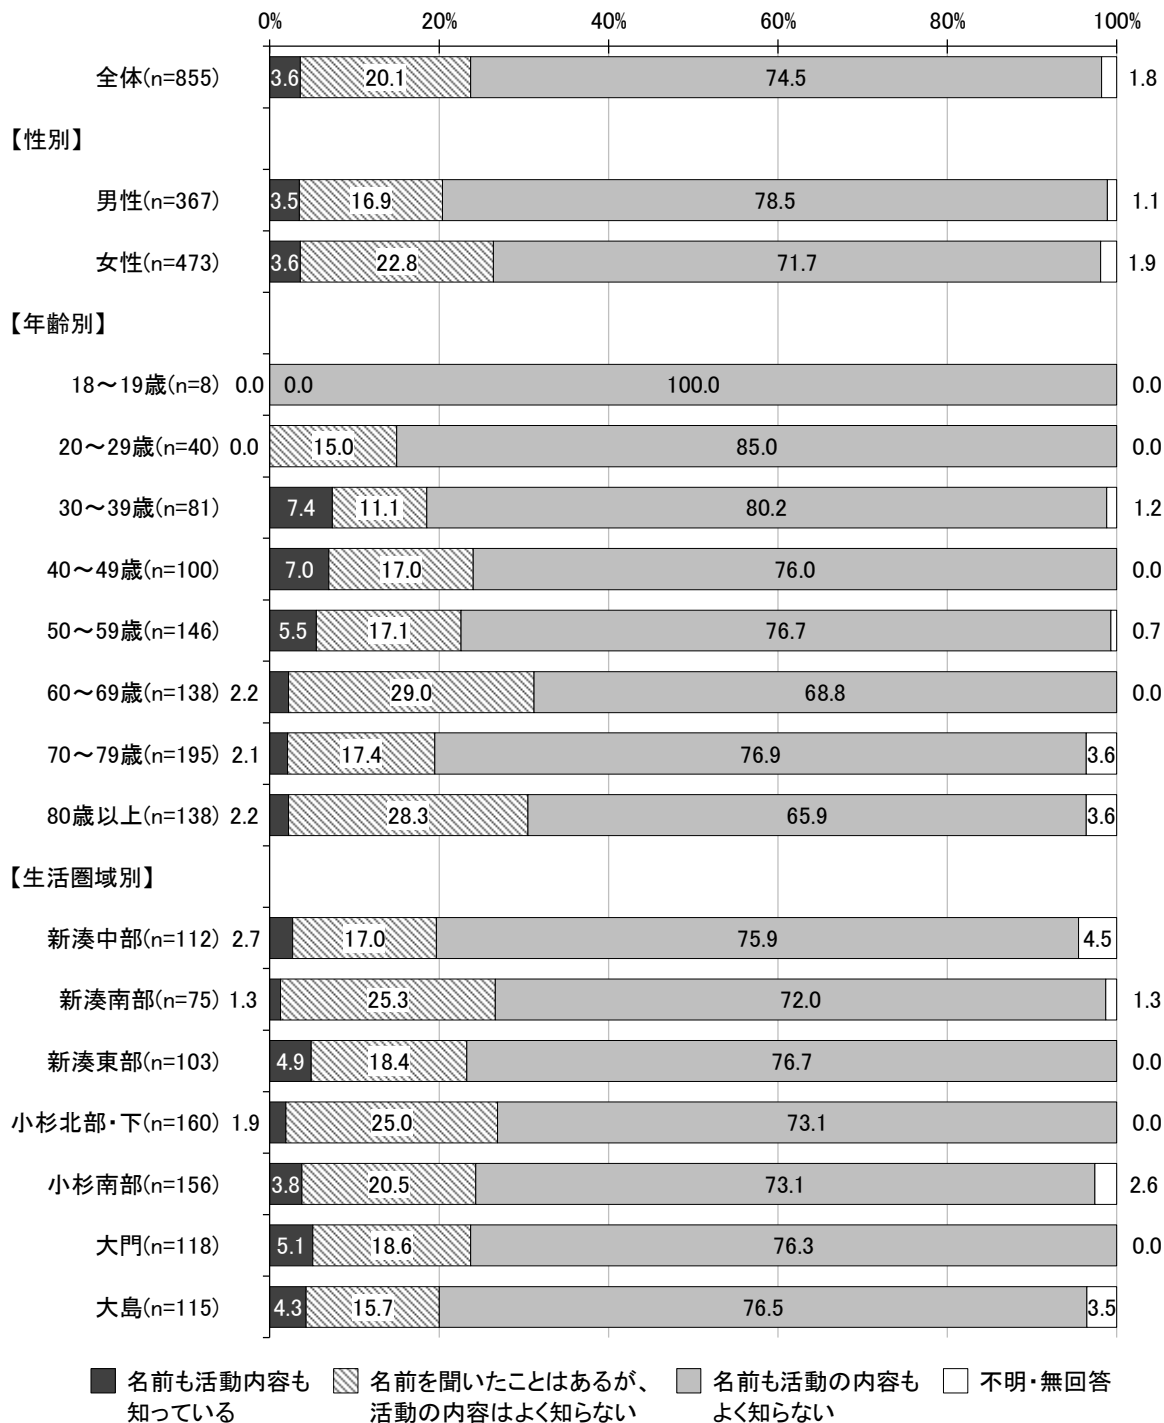 0% 20% 40% 60% 80% 100%
全体(n=855) 3.6 20.1 74.5 1.8
【性別】
男性(n=367) 3.5 16.9 78.5 1.1
女性(n=473) 3.6 22.8 71.7 1.9
【年齢別】
18～19歳(n=8) 0.0 0.0 100.0 0.0
20～29歳(n=40) 0.0 15.0 85.0 0.0
30～39歳(n=81) 7.4 11.1 80.2 1.2
40～49歳(n=100) 7.0 17.0 76.0 0.0
50～59歳(n=146) 5.5 17.1 76.7 0.7
60～69歳(n=138) 2.2 29.0 68.8 0.0
70～79歳(n=195) 2.1 17.4 76.9 3.6
80歳以上(n=138) 2.2 28.3 65.9 3.6
【生活圏域別】
新湊中部(n=112) 2.7 17.0 75.9 4.5
新湊南部(n=75) 1.3 25.3 72.0 1.3
新湊東部(n=103) 4.9 18.4 76.7 0.0
小杉北部・下(n=160) 1.9 25.0 73.1 0.0
小杉南部(n=156) 3.8 20.5 73.1 2.6
大門(n=118) 5.1 18.6 76.3 0.0
大島(n=115) 4.3 15.7 76.5 3.5
名前も活動内容も
知っている
名前を聞いたことはあるが、
活動の内容はよく知らない
名前も活動の内容も
よく知らない
不明・無回答